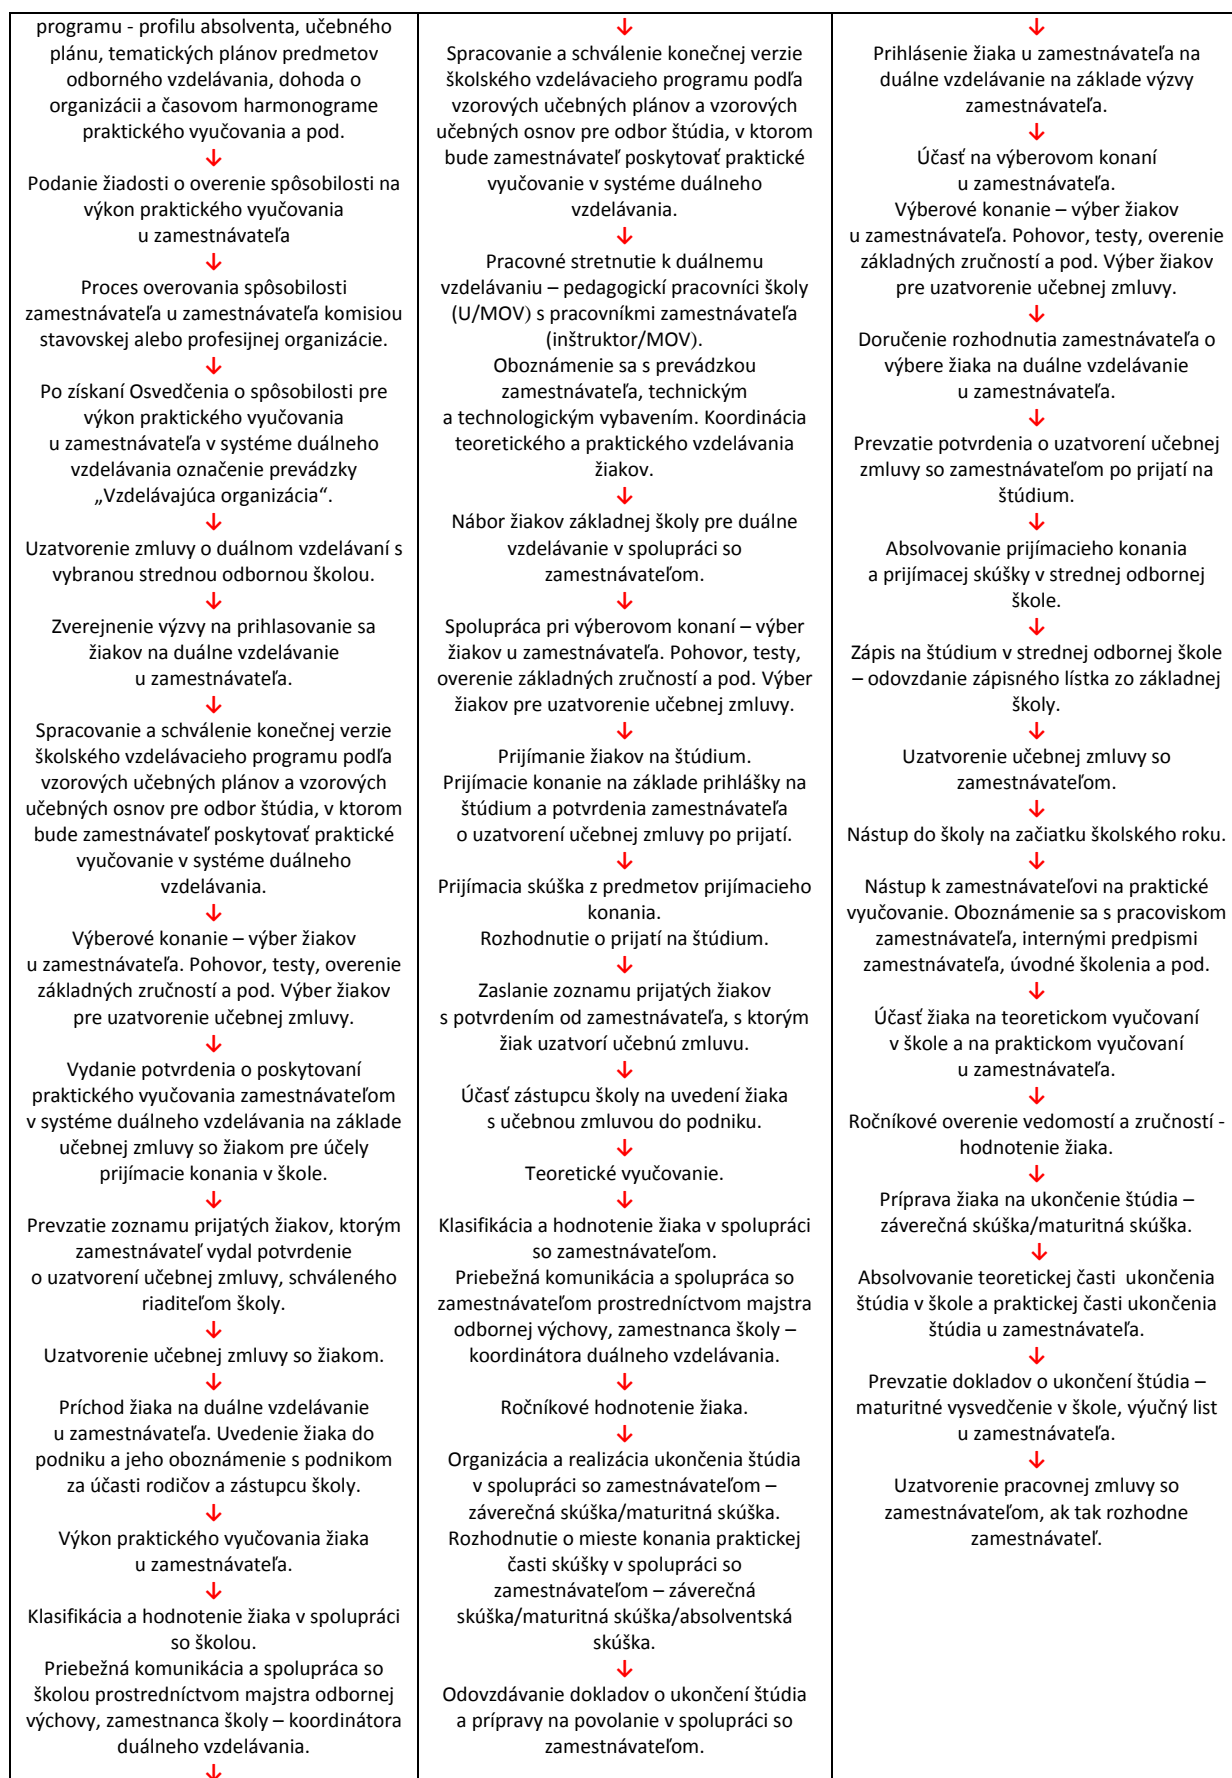 programu - profilu absolventa, učebného
plánu, tematických plánov predmetov
odborného vzdelávania, dohoda o
organizácii a časovom harmonograme
praktického vyučovania a pod.
↓
Podanie žiadosti o overenie spôsobilosti na
výkon praktického vyučovania
u zamestnávateľa
↓
Proces overovania spôsobilosti
zamestnávateľa u zamestnávateľa komisiou
stavovskej alebo profesijnej organizácie.
↓
Po získaní Osvedčenia o spôsobilosti pre
výkon praktického vyučovania
u zamestnávateľa v systéme duálneho
vzdelávania označenie prevádzky
„Vzdelávajúca organizácia“.
↓
Uzatvorenie zmluvy o duálnom vzdelávaní s
vybranou strednou odbornou školou.
↓
Zverejnenie výzvy na prihlasovanie sa
žiakov na duálne vzdelávanie
u zamestnávateľa.
↓
Spracovanie a schválenie konečnej verzie
školského vzdelávacieho programu podľa
vzorových učebných plánov a vzorových
učebných osnov pre odbor štúdia, v ktorom
bude zamestnávateľ poskytovať praktické
vyučovanie v systéme duálneho
vzdelávania.
↓
Výberové konanie – výber žiakov
u zamestnávateľa. Pohovor, testy, overenie
základných zručností a pod. Výber žiakov
pre uzatvorenie učebnej zmluvy.
↓
Vydanie potvrdenia o poskytovaní
praktického vyučovania zamestnávateľom
v systéme duálneho vzdelávania na základe
učebnej zmluvy so žiakom pre účely
prijímacie konania v škole.
↓
Prevzatie zoznamu prijatých žiakov, ktorým
zamestnávateľ vydal potvrdenie
o uzatvorení učebnej zmluvy, schváleného
riaditeľom školy.
↓
Uzatvorenie učebnej zmluvy so žiakom.
↓
Príchod žiaka na duálne vzdelávanie
u zamestnávateľa. Uvedenie žiaka do
podniku a jeho oboznámenie s podnikom
za účasti rodičov a zástupcu školy.
↓
Výkon praktického vyučovania žiaka
u zamestnávateľa.
↓
Klasifikácia a hodnotenie žiaka v spolupráci
so školou.
Priebežná komunikácia a spolupráca so
školou prostredníctvom majstra odbornej
výchovy, zamestnanca školy – koordinátora
duálneho vzdelávania.
↓
↓
Spracovanie a schválenie konečnej verzie
školského vzdelávacieho programu podľa
vzorových učebných plánov a vzorových
učebných osnov pre odbor štúdia, v ktorom
bude zamestnávateľ poskytovať praktické
vyučovanie v systéme duálneho
vzdelávania.
↓
Pracovné stretnutie k duálnemu
vzdelávaniu – pedagogickí pracovníci školy
(U/MOV) s pracovníkmi zamestnávateľa
(inštruktor/MOV).
Oboznámenie sa s prevádzkou
zamestnávateľa, technickým
a technologickým vybavením. Koordinácia
teoretického a praktického vzdelávania
žiakov.
↓
Nábor žiakov základnej školy pre duálne
vzdelávanie v spolupráci so
zamestnávateľom.
↓
Spolupráca pri výberovom konaní – výber
žiakov u zamestnávateľa. Pohovor, testy,
overenie základných zručností a pod. Výber
žiakov pre uzatvorenie učebnej zmluvy.
↓
Prijímanie žiakov na štúdium.
Prijímacie konanie na základe prihlášky na
štúdium a potvrdenia zamestnávateľa
o uzatvorení učebnej zmluvy po prijatí.
↓
Prijímacia skúška z predmetov prijímacieho
konania.
Rozhodnutie o prijatí na štúdium.
↓
Zaslanie zoznamu prijatých žiakov
s potvrdením od zamestnávateľa, s ktorým
žiak uzatvorí učebnú zmluvu.
↓
Účasť zástupcu školy na uvedení žiaka
s učebnou zmluvou do podniku.
↓
Teoretické vyučovanie.
↓
Klasifikácia a hodnotenie žiaka v spolupráci
so zamestnávateľom.
Priebežná komunikácia a spolupráca so
zamestnávateľom prostredníctvom majstra
odbornej výchovy, zamestnanca školy –
koordinátora duálneho vzdelávania.
↓
Ročníkové hodnotenie žiaka.
↓
Organizácia a realizácia ukončenia štúdia
v spolupráci so zamestnávateľom –
záverečná skúška/maturitná skúška.
Rozhodnutie o mieste konania praktickej
časti skúšky v spolupráci so
zamestnávateľom – záverečná
skúška/maturitná skúška/absolventská
skúška.
↓
Odovzdávanie dokladov o ukončení štúdia
a prípravy na povolanie v spolupráci so
zamestnávateľom.
↓
Prihlásenie žiaka u zamestnávateľa na
duálne vzdelávanie na základe výzvy
zamestnávateľa.
↓
Účasť na výberovom konaní
u zamestnávateľa.
Výberové konanie – výber žiakov
u zamestnávateľa. Pohovor, testy, overenie
základných zručností a pod. Výber žiakov
pre uzatvorenie učebnej zmluvy.
↓
Doručenie rozhodnutia zamestnávateľa o
výbere žiaka na duálne vzdelávanie
u zamestnávateľa.
↓
Prevzatie potvrdenia o uzatvorení učebnej
zmluvy so zamestnávateľom po prijatí na
štúdium.
↓
Absolvovanie prijímacieho konania
a prijímacej skúšky v strednej odbornej
škole.
↓
Zápis na štúdium v strednej odbornej škole
– odovzdanie zápisného lístka zo základnej
školy.
↓
Uzatvorenie učebnej zmluvy so
zamestnávateľom.
↓
Nástup do školy na začiatku školského roku.
↓
Nástup k zamestnávateľovi na praktické
vyučovanie. Oboznámenie sa s pracoviskom
zamestnávateľa, internými predpismi
zamestnávateľa, úvodné školenia a pod.
↓
Účasť žiaka na teoretickom vyučovaní
v škole a na praktickom vyučovaní
u zamestnávateľa.
↓
Ročníkové overenie vedomostí a zručností -
hodnotenie žiaka.
↓
Príprava žiaka na ukončenie štúdia –
záverečná skúška/maturitná skúška.
↓
Absolvovanie teoretickej časti ukončenia
štúdia v škole a praktickej časti ukončenia
štúdia u zamestnávateľa.
↓
Prevzatie dokladov o ukončení štúdia –
maturitné vysvedčenie v škole, výučný list
u zamestnávateľa.
↓
Uzatvorenie pracovnej zmluvy so
zamestnávateľom, ak tak rozhodne
zamestnávateľ.